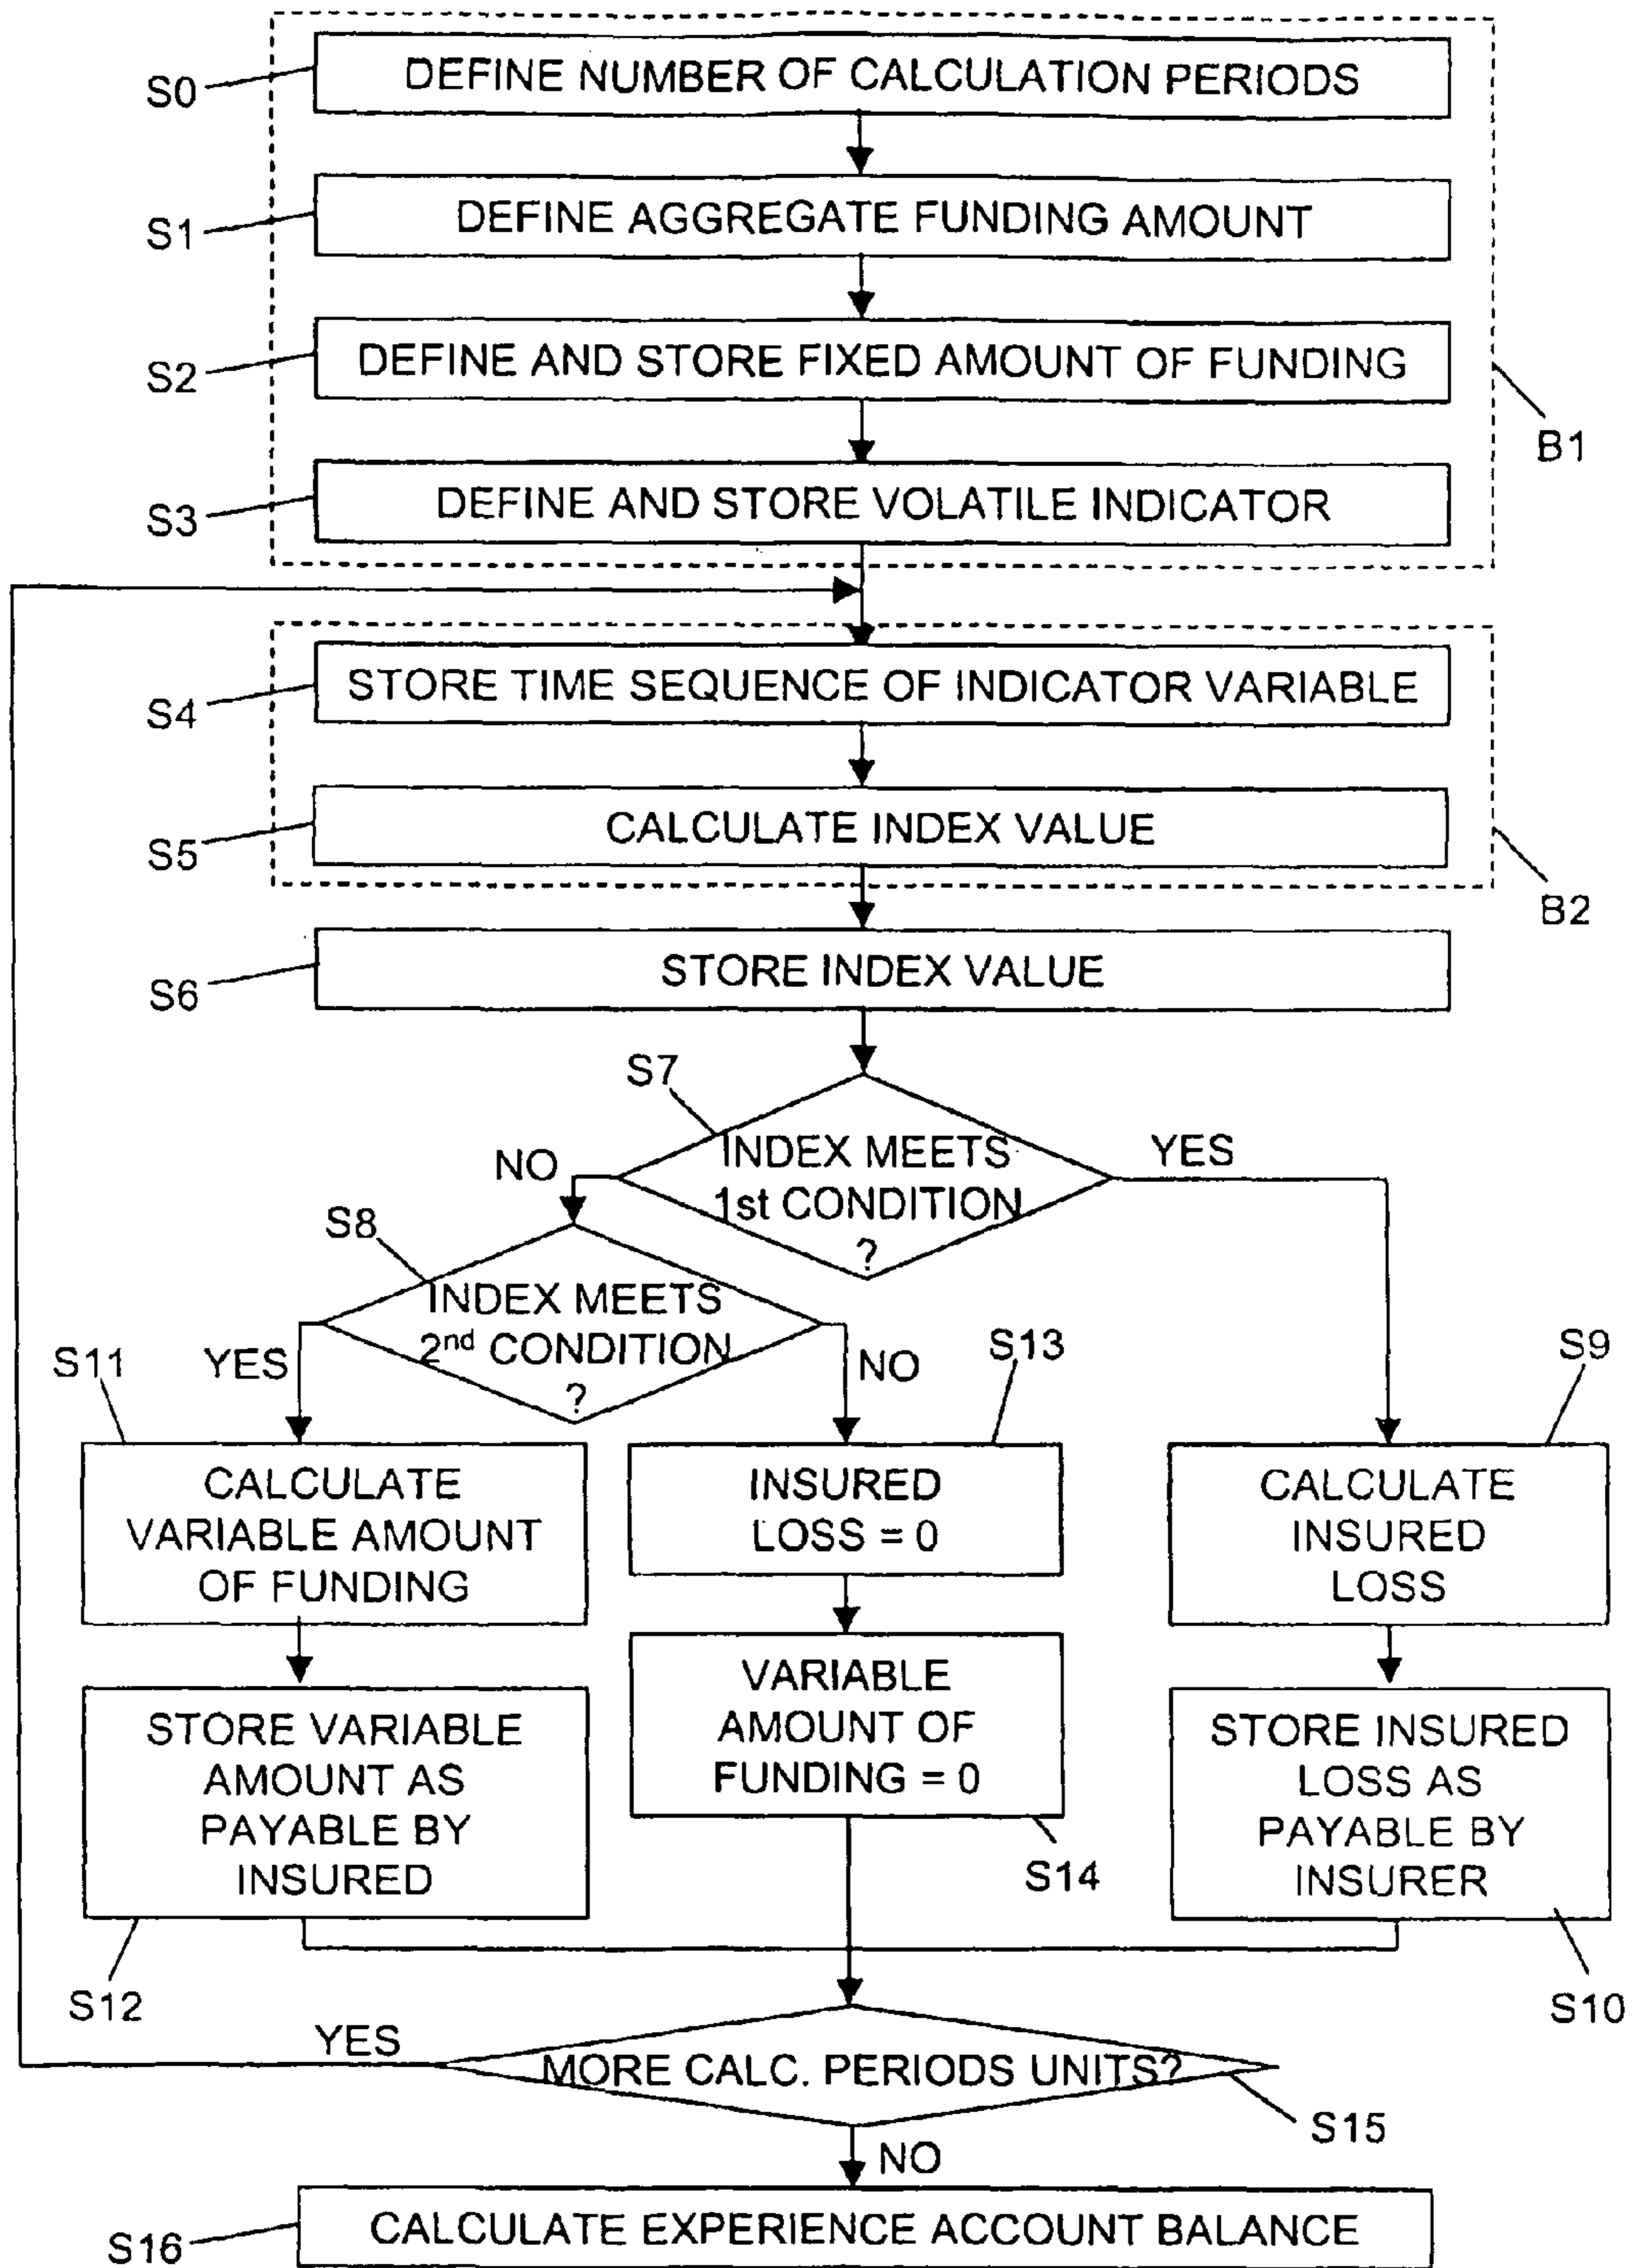 S0
DEFINE NUMBER OF CALCULATION PERIODS
S1
DEFINE AGGREGATE FUNDING AMOUNT
S2
DEFINE AND STORE FIXED AMOUNT OF FUNDING
B1
S3
DEFINE AND STORE VOLATILE INDICATOR
S4
STORE TIME SEQUENCE OF INDICATOR VARIABLE
S5
CALCULATE INDEX VALUE
B2
S6
STORE INDEX VALUE
S7
NO
INDEX MEETS
1st CONDITION
?
YES
S8
INDEX MEETS
2nd CONDITION
?
S11
YES
NO
S13
S9
CALCULATE
VARIABLE AMOUNT
OF FUNDING
INSURED
LOSS = 0
CALCULATE
INSURED
LOSS
STORE VARIABLE
AMOUNT AS
PAYABLE BY
INSURED
VARIABLE
AMOUNT OF
FUNDING = 0
STORE INSURED
LOSS AS
PAYABLE BY
INSURER
S14
S12
S10
YES
MORE CALC. PERIODS UNITS?
S15
NO
S16
CALCULATE EXPERIENCE ACCOUNT BALANCE